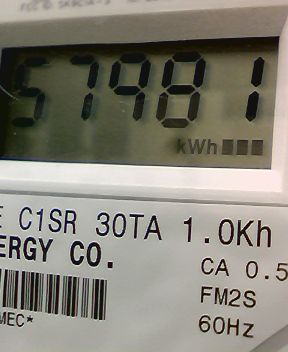 57981
kWh
E C1SR 30TA 1.0Kh
ERGY CO.
CA 0.5
FM2S
MEC*
60Hz